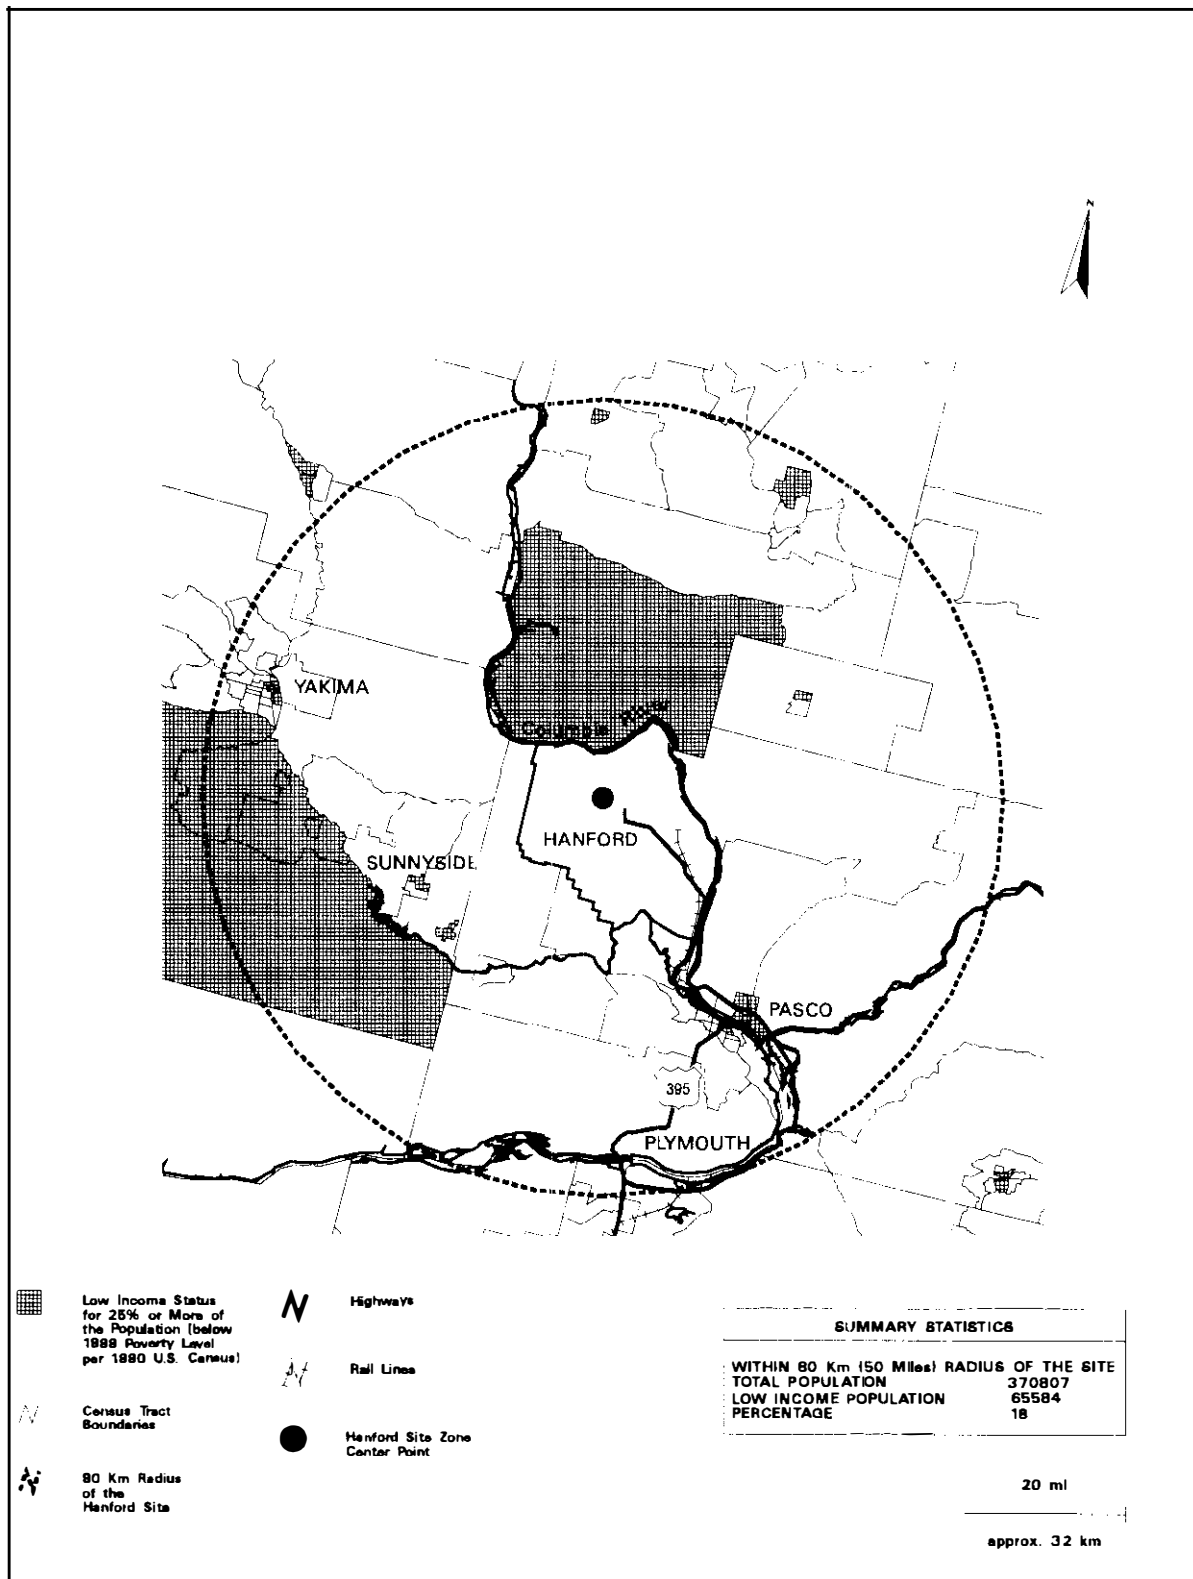 N
YAKIMA
Columbia River
HANFORD
SUNNYSIDE
PASCO
395
PLYMOUTH
Low Income Status
for 25% or More of
the Population (below
1989 Poverty Level
per 1990 U.S. Census)
Census Tract
Boundaries
80 Km Radius
of the
Hanford Site
Highways
Rail Lines
Hanford Site Zone
Center Point
SUMMARY STATISTICS
WITHIN 80 Km (50 Miles) RADIUS OF THE SITE
TOTAL POPULATION 370807
LOW INCOME POPULATION 65584
PERCENTAGE 18
20 mi
approx. 32 km